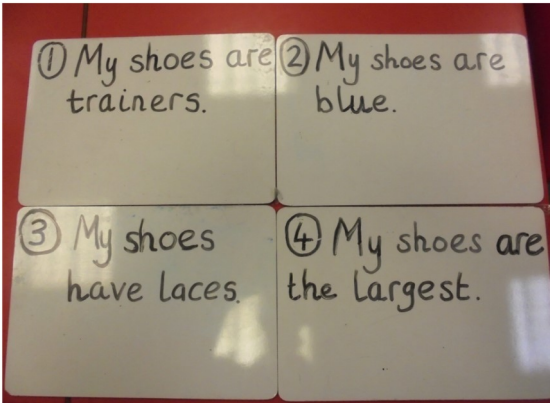 ① My shoes are
trainers.
② My shoes are
blue.
③ My shoes
have laces.
④ My shoes are
the largest.